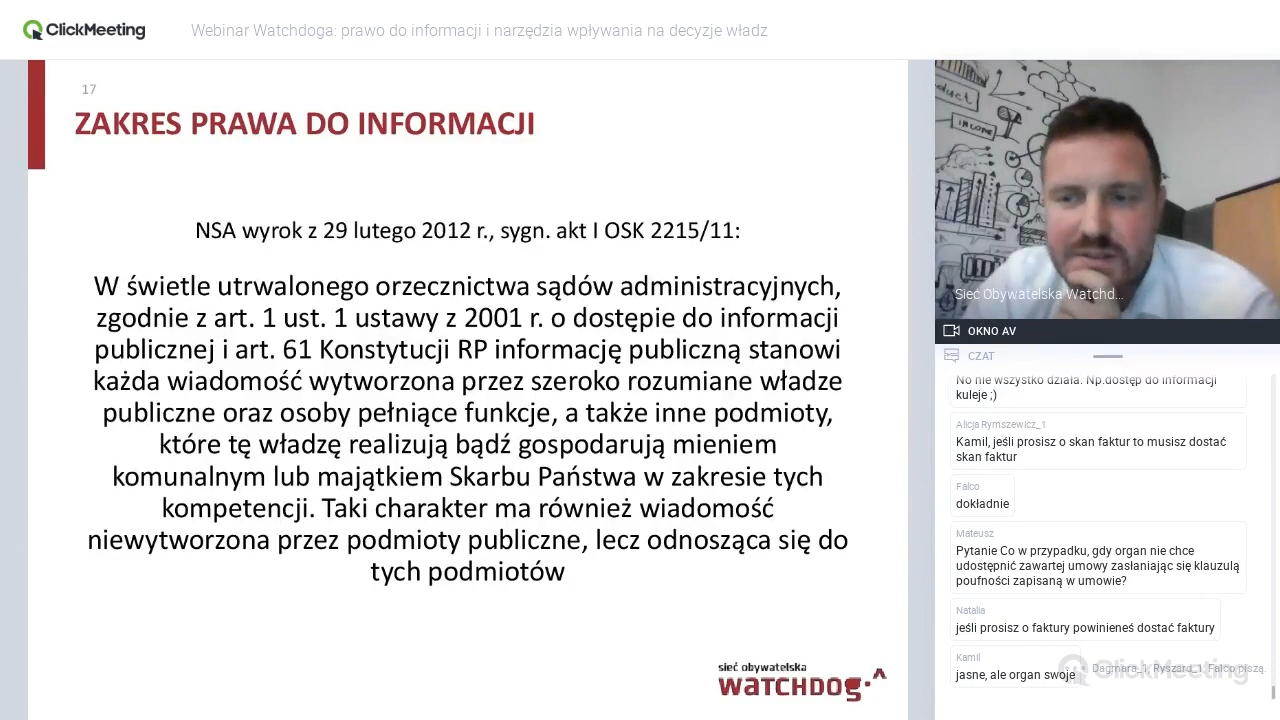 ClickMeeting
Webinar Watchdoga: prawo do informacji i narzędzia wpływania na decyzje władz
17
ZAKRES PRAWA DO INFORMACJI
NSA wyrok z 29 lutego 2012 r., sygn. akt I OSK 2215/11:
W świetle utrwalonego orzecznictwa sądów administracyjnych,
zgodnie z art. 1 ust. 1 ustawy z 2001 r. o dostępie do informacji
publicznej i art. 61 Konstytucji RP informację publiczną stanowi
każda wiadomość wytworzona przez szeroko rozumiane władze
publiczne oraz osoby pełniące funkcje, a także inne podmioty,
które tę władzę realizują bądź gospodarują mieniem
komunalnym lub majątkiem Skarbu Państwa w zakresie tych
kompetencji. Taki charakter ma również wiadomość
niewytworzona przez podmioty publiczne, lecz odnosząca się do
tych podmiotów
sieć obywatelska
WATCHDOG
duct
INCOME
Sieć Obywatelska Watchd...
OKNO AV
CZAT
No nie wszystko działa. Np.dostęp do informacji
kuleje ;)
Alicja Rymszewicz_1
Kamil, jeśli prosisz o skan faktur to musisz dostać
skan faktur
Falco
dokładnie
Mateusz
Pytanie Co w przypadku, gdy organ nie chce
udostępnić zawartej umowy zasłaniając się klauzulą
poufności zapisaną w umowie?
Natalia
jeśli prosisz o faktury powinieneś dostać faktury
Kamil
jasne, ale organ swoje
Dagmara_1, Ryszard_1, Falco piszą.
ClickMeeting